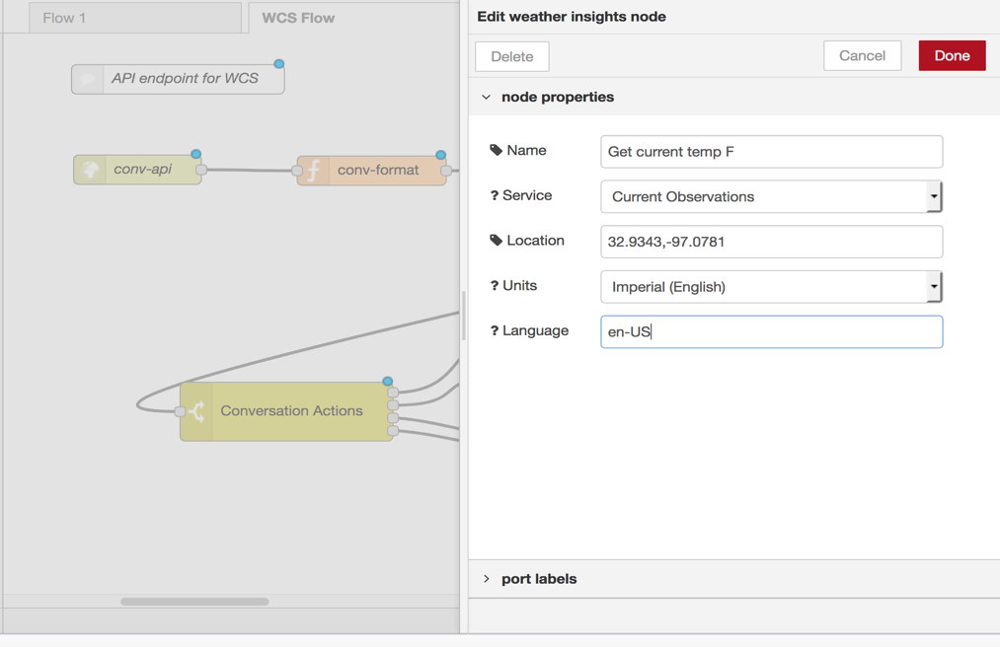 Flow 1
WCS Flow
API endpoint for WCS
conv-api
conv-format
Conversation Actions
Edit weather insights node
Delete
Cancel
Done
node properties
Name
Get current temp F
? Service
Current Observations
Location
32.9343,-97.0781
? Units
Imperial (English)
? Language
en-US
port labels